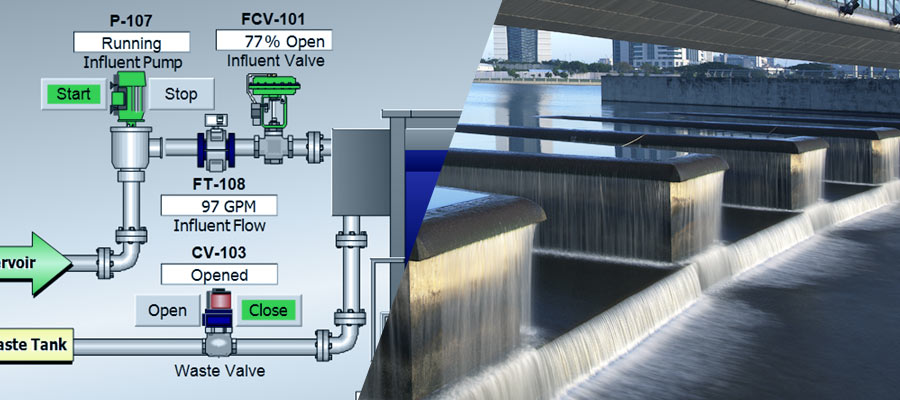 P-107
Running
Influent Pump
Start
Stop
FCV-101
77% Open
Influent Valve
FT-108
97 GPM
Influent Flow
CV-103
Opened
Open
Close
Waste Valve
ervoir
aste Tank